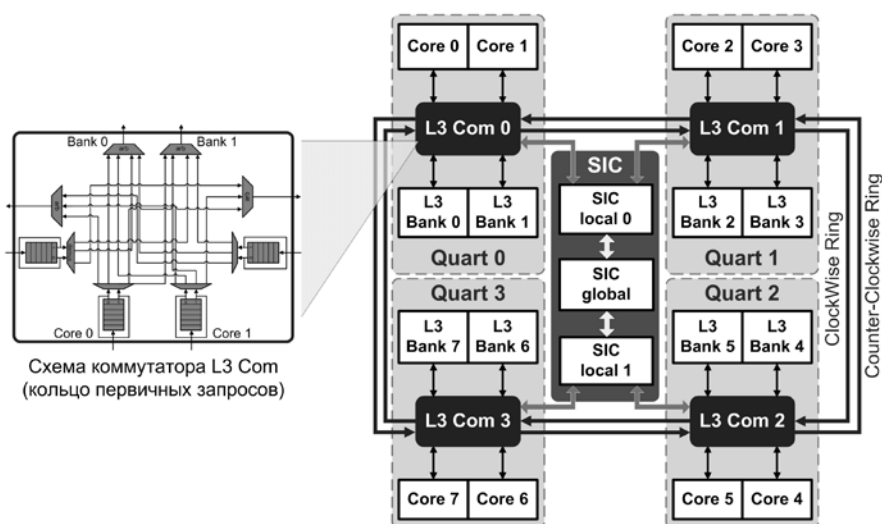 Core 0 Core 1
Core 2 Core 3
L3 Com 0
L3 Com 1
L3 Bank 0
L3 Bank 1
L3 Bank 2
L3 Bank 3
Quart 0
Quart 1
SIC
SIC local 0
SIC global
SIC local 1
Quart 3
Quart 2
L3 Bank 7
L3 Bank 6
L3 Bank 5
L3 Bank 4
L3 Com 3
L3 Com 2
Core 7 Core 6
Core 5 Core 4
ClockWise Ring
Counter-Clockwise Ring
Bank 0
Bank 1
Core 0
Core 1
Схема коммутатора L3 Com
(кольцо первичных запросов)